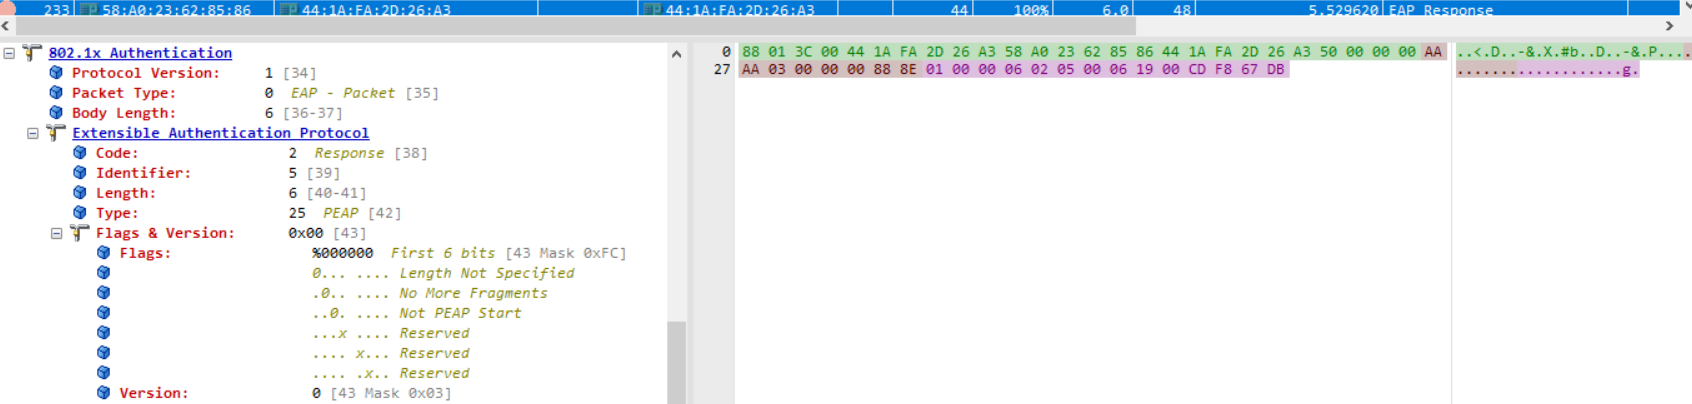 233 58:A0:23:62:85:86 44:1A:FA:2D:26:A3 44:1A:FA:2D:26:A3 44 100% 6.0 48 5.529620 EAP Response
802.1x Authentication
Protocol Version: 1 [34]
Packet Type: 0 EAP - Packet [35]
Body Length: 6 [36-37]
Extensible Authentication Protocol
Code: 2 Response [38]
Identifier: 5 [39]
Length: 6 [40-41]
Type: 25 PEAP [42]
Flags & Version: 0x00 [43]
Flags: %000000 First 6 bits [43 Mask 0xFC]
0... .... Length Not Specified
.0.. .... No More Fragments
..0. .... Not PEAP Start
...x .... Reserved
.... x... Reserved
.... .x.. Reserved
Version: 0 [43 Mask 0x03]
0 88 01 3C 00 44 1A FA 2D 26 A3 58 A0 23 62 85 86 44 1A FA 2D 26 A3 50 00 00 00 AA ..<.D..-&.X.#b..D..-&.P....
27 AA 03 00 00 00 88 8E 01 00 00 06 02 05 00 06 19 00 CD F8 67 DB ....................g.